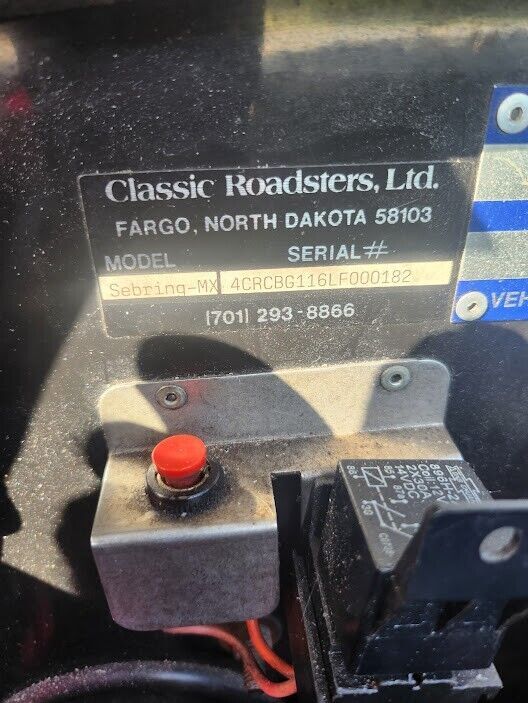 Classic Roadsters, Ltd.
FARGO, NORTH DAKOTA 58103
MODEL SERIAL#
Sebring-MX 4CRCBG116LF000182
(701) 293-8866
VEH